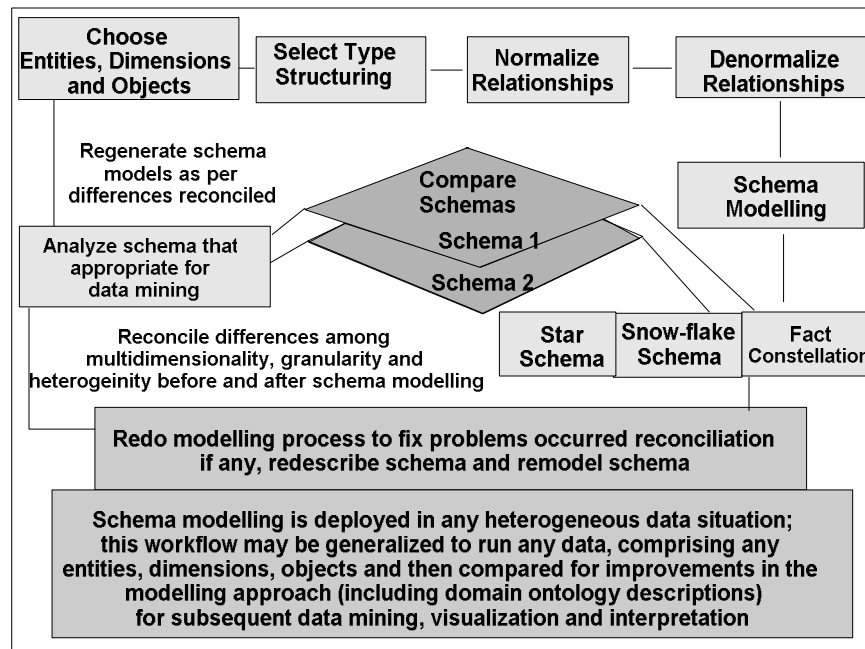 Choose
Entities, Dimensions
and Objects
Select Type
Structuring
Normalize
Relationships
Denormalize
Relationships
Regenerate schema
models as per
differences reconciled
Compare
Schemas
Schema 1
Schema 2
Schema
Modelling
Analyze schema that
appropriate for
data mining
Star
Schema
Snow-flake
Schema
Fact
Constellation
Reconcile differences among
multidimensionality, granularity and
heterogeinity before and after schema modelling
Redo modelling process to fix problems occurred reconciliation
if any, redescribe schema and remodel schema
Schema modelling is deployed in any heterogeneous data situation;
this workflow may be generalized to run any data, comprising any
entities, dimensions, objects and then compared for improvements in the
modelling approach (including domain ontology descriptions)
for subsequent data mining, visualization and interpretation